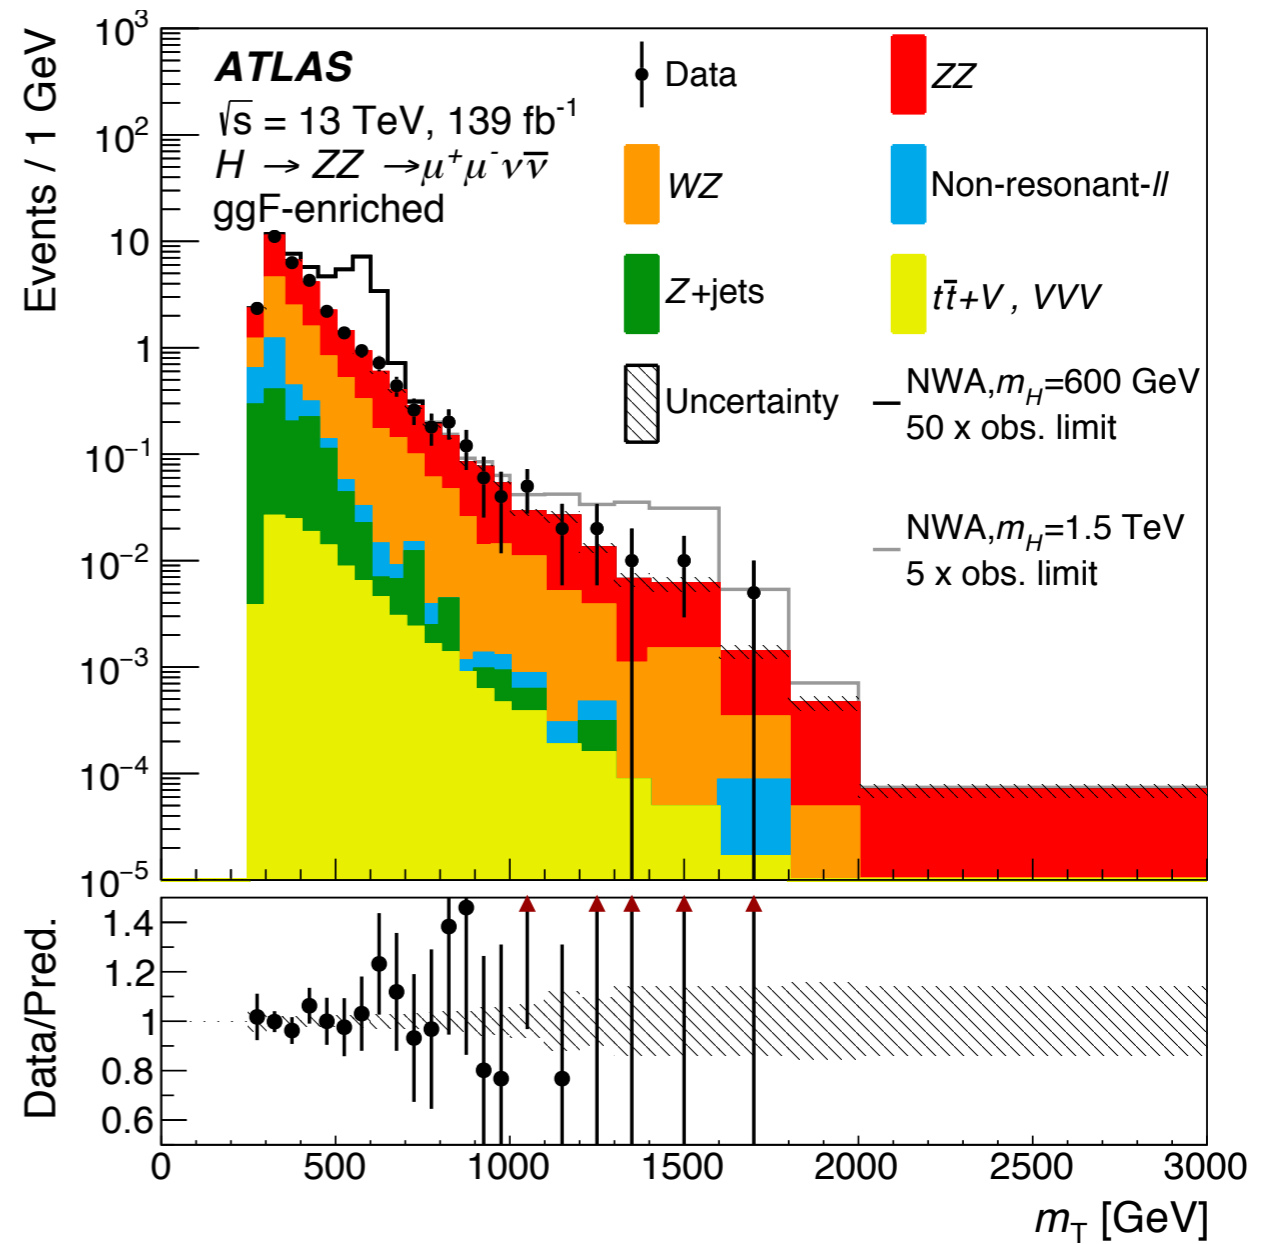 ATLAS
√s = 13 TeV, 139 fb⁻¹
H → ZZ → μ⁺μ⁻νν̅
ggF-enriched
Data
ZZ
WZ
Non-resonant-ll
Z+jets
tt̅+V , VVV
Uncertainty
NWA,m_H=600 GeV
50 x obs. limit
NWA,m_H=1.5 TeV
5 x obs. limit
Events / 1 GeV
10³
10²
10
1
10⁻¹
10⁻²
10⁻³
10⁻⁴
10⁻⁵
Data/Pred.
1.4
1.2
1
0.8
0.6
0 500 1000 1500 2000 2500 3000
m_T [GeV]